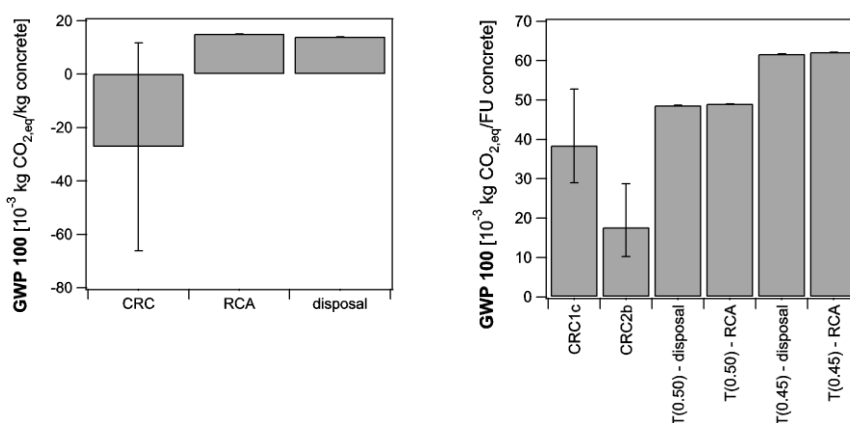 GWP 100 [10⁻³ kg CO₂,eq/kg concrete]
20
0
-20
-40
-60
-80
CRC
RCA
disposal
GWP 100 [10⁻³ kg CO₂,eq/FU concrete]
70
60
50
40
30
20
10
0
CRC1c
CRC2b
T(0.50) - disposal
T(0.50) - RCA
T(0.45) - disposal
T(0.45) - RCA